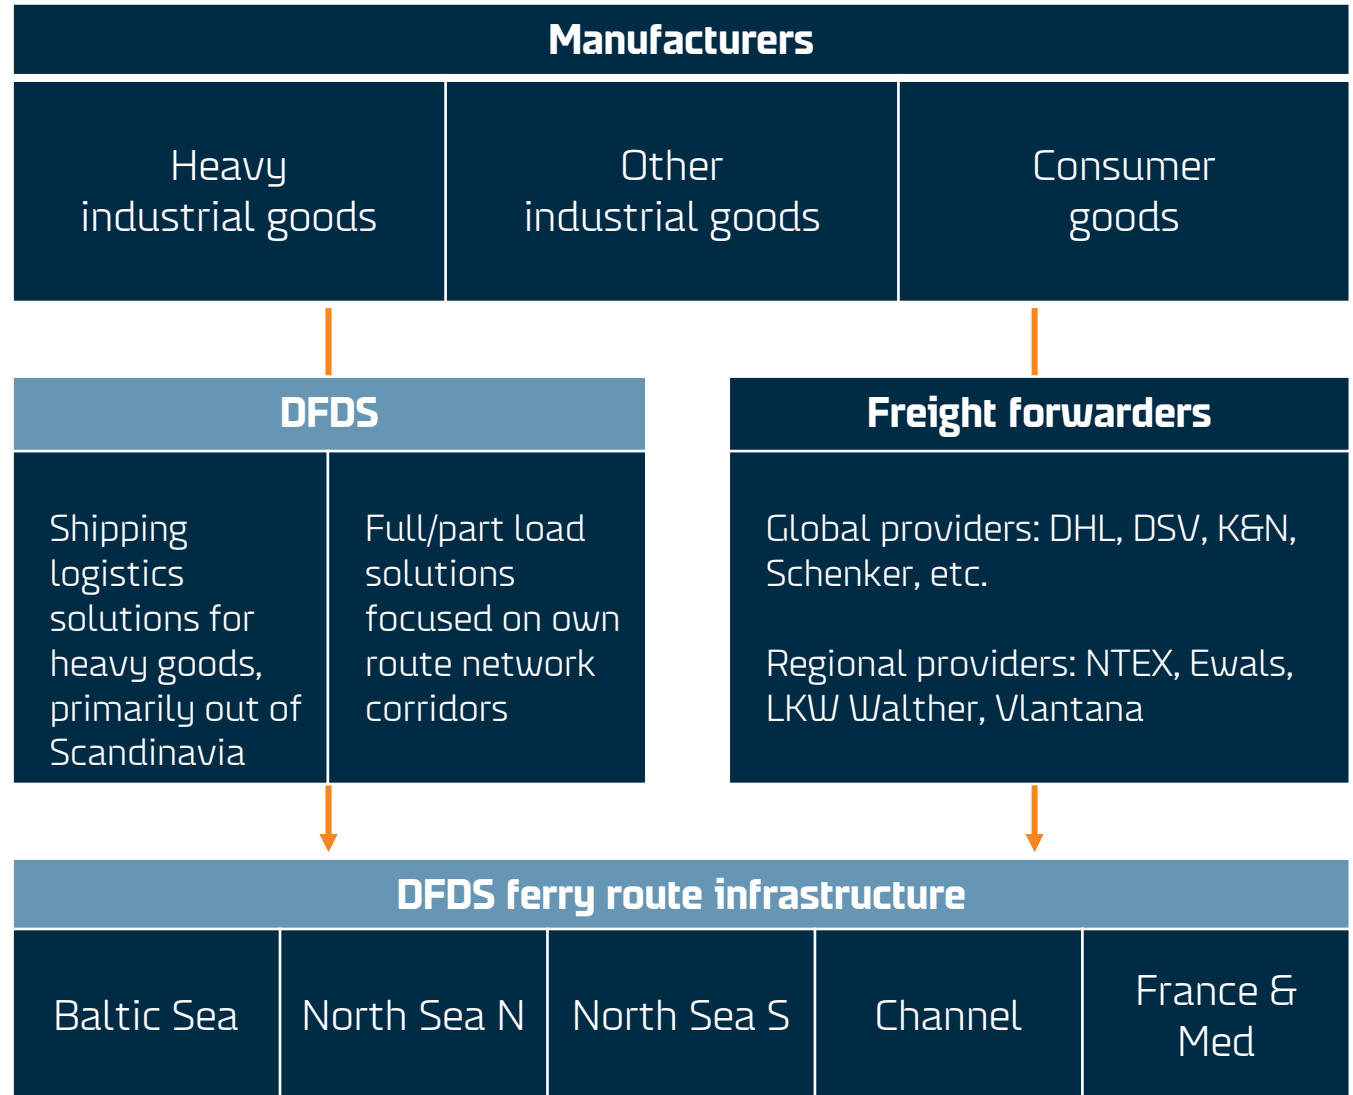 Manufacturers
Heavy
industrial goods
Other
industrial goods
Consumer
goods
DFDS
Shipping
logistics
solutions for
heavy goods,
primarily out of
Scandinavia
Full/part load
solutions
focused on own
route network
corridors
Freight forwarders
Global providers: DHL, DSV, K&N,
Schenker, etc.
Regional providers: NTEX, Ewals,
LKW Walther, Vlantana
DFDS ferry route infrastructure
Baltic Sea
North Sea N
North Sea S
Channel
France &
Med